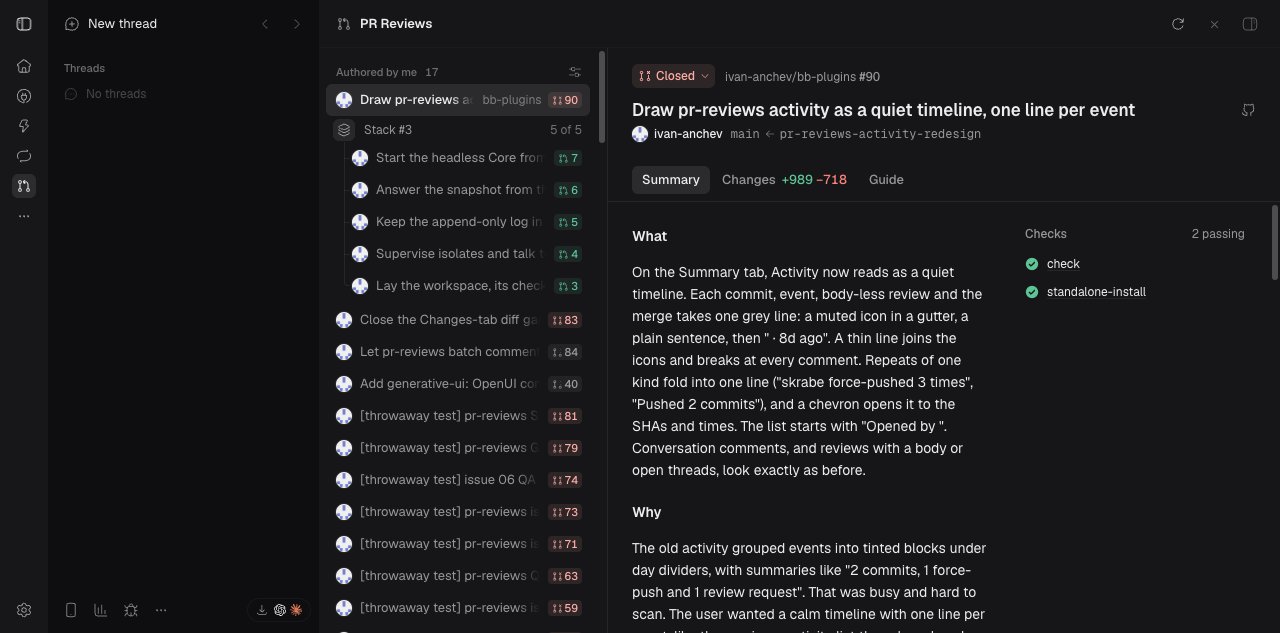 New thread
PR Reviews
Threads
No threads
Authored by me 17
Draw pr-reviews bb-plugins 90
Stack #3 5 of 5
Start the headless Core 7
Answer the snapshot from 6
Keep the append-only log in 5
Supervise isolates and talk 4
Lay the workspace, its 3
Close the Changes-tab diff 83
Let pr-reviews batch 84
Add generative-ui: OpenUI 40
[throwaway test] pr-reviews 81
[throwaway test] pr-reviews 79
[throwaway test] issue 06 QA 74
[throwaway test] pr-reviews 73
[throwaway test] pr-reviews 71
[throwaway test] pr-reviews 63
[throwaway test] pr-reviews 59
Closed ivan-anchev/bb-plugins #90
Draw pr-reviews activity as a quiet timeline, one line per event
ivan-anchev main ← pr-reviews-activity-redesign
Summary Changes +989 −718 Guide
What
On the Summary tab, Activity now reads as a quiet
timeline. Each commit, event, body-less review and the
merge takes one grey line: a muted icon in a gutter, a
plain sentence, then " · 8d ago". A thin line joins the
icons and breaks at every comment. Repeats of one
kind fold into one line ("skrabe force-pushed 3 times",
"Pushed 2 commits"), and a chevron opens it to the
SHAs and times. The list starts with "Opened by ".
Conversation comments, and reviews with a body or
open threads, look exactly as before.
Why
The old activity grouped events into tinted blocks under
day dividers, with summaries like "2 commits, 1 force-
push and 1 review request". That was busy and hard to
scan. The user wanted a calm timeline with one line per
Checks 2 passing
check
standalone-install